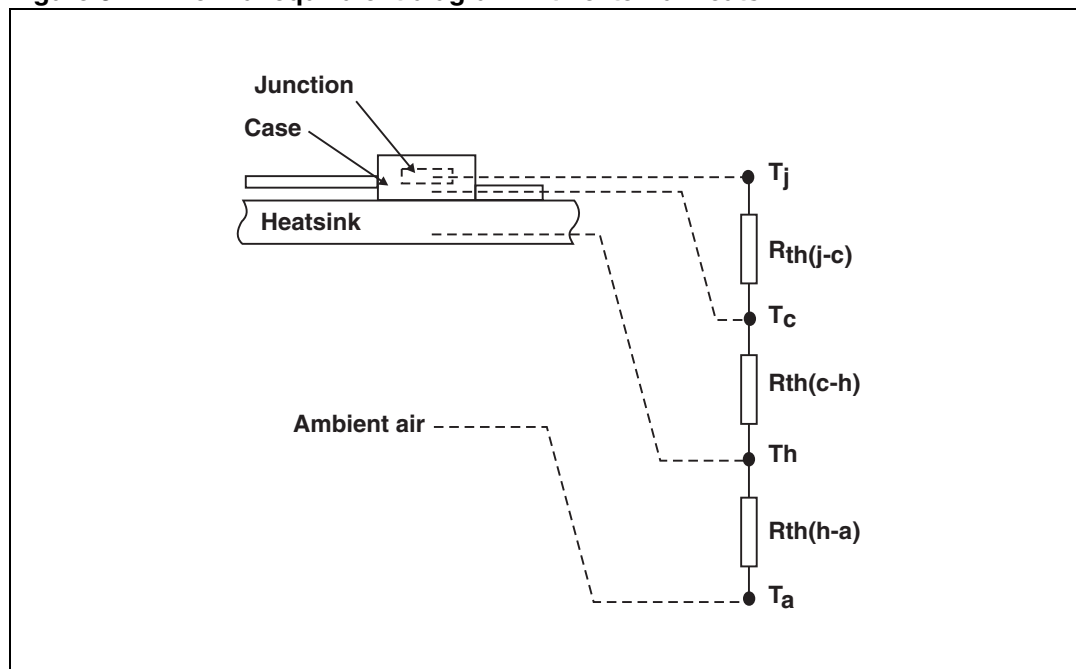 Junction
Case
Heatsink
Ambient air
Tj
Rth(j-c)
Tc
Rth(c-h)
Th
Rth(h-a)
Ta